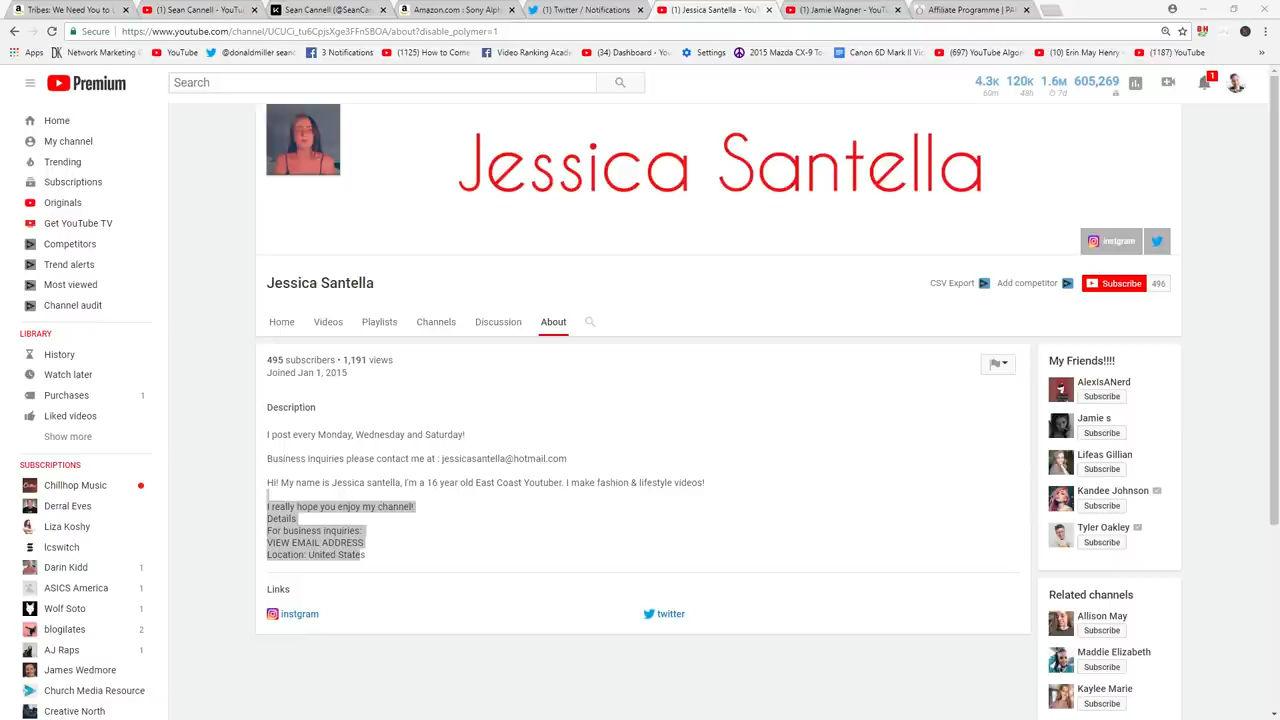 Tribes: We Need You to L
Sean Cannell - YouTube
Sean Cannell (@SeanCan
Amazon.com: Sony Alph
Twitter / Notifications
Jessica Santella - YouTu
Jamie Wagner - YouTube
Affiliate Programme | PA
Secure
https://www.youtube.com/channel/UCUCi_tu6CpjsXge3FFnSBOA/about?disable_polymer=1
Apps
Network Marketing
YouTube
@donaldmiller seanc
3 Notifications
(1125) How to Come
Video Ranking Acade
(34) Dashboard - You
Settings
2015 Mazda CX-9 To
Canon 6D Mark II Vi
(697) YouTube Algor
(10) Erin May Henry -
(1187) YouTube
Premium
Search
4.3K 120K 1.6M 605,269
60m 48h 7d
1
Home
My channel
Trending
Subscriptions
Originals
Get YouTube TV
Competitors
Trend alerts
Most viewed
Channel audit
LIBRARY
History
Watch later
Purchases 1
Liked videos
Show more
SUBSCRIPTIONS
Chillhop Music
Derral Eves
Liza Koshy
lcswitch
Darin Kidd 1
ASICS America 1
Wolf Soto 1
blogilates 2
AJ Raps 1
James Wedmore
Church Media Resource
Creative North
Jessica Santella
instgram
Jessica Santella
CSV Export
Add competitor
Subscribe 496
Home
Videos
Playlists
Channels
Discussion
About
495 subscribers • 1,191 views
Joined Jan 1, 2015
Description
I post every Monday, Wednesday and Saturday!
Business inquiries please contact me at : jessicasantella@hotmail.com
Hi! My name is Jessica santella, I'm a 16 year old East Coast Youtuber. I make fashion & lifestyle videos!
I really hope you enjoy my channel!
Details
For business inquiries:
VIEW EMAIL ADDRESS
Location: United States
Links
instgram
twitter
My Friends!!!!
AlexIsANerd
Subscribe
Jamie s
Subscribe
Lifeas Gillian
Subscribe
Kandee Johnson
Subscribe
Tyler Oakley
Subscribe
Related channels
Allison May
Subscribe
Maddie Elizabeth
Subscribe
Kaylee Marie
Subscribe